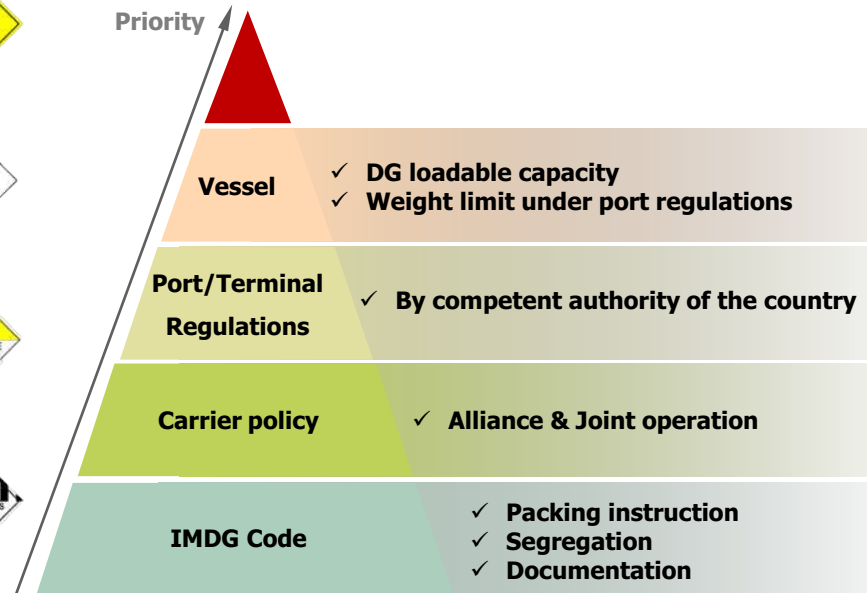 Priority
Vessel
✓ DG loadable capacity
✓ Weight limit under port regulations
Port/Terminal
Regulations
✓ By competent authority of the country
Carrier policy
✓ Alliance & Joint operation
IMDG Code
✓ Packing instruction
✓ Segregation
✓ Documentation